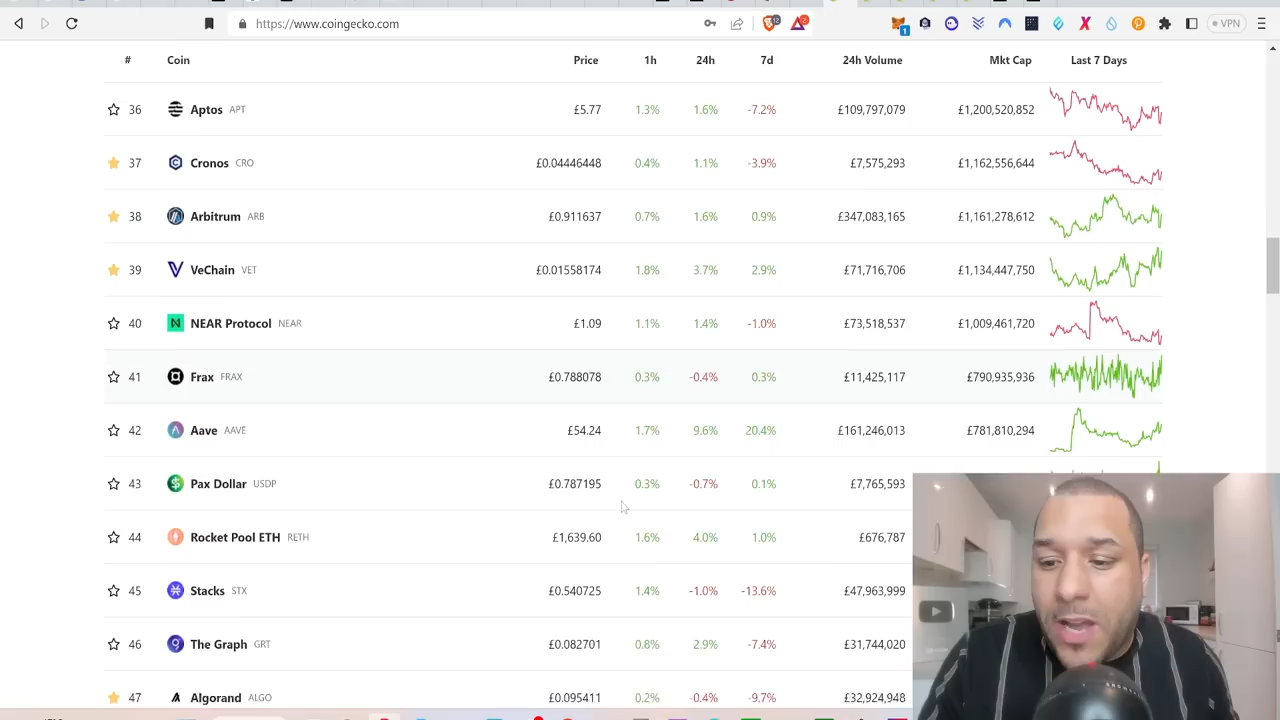 https://www.coingecko.com
12
2
1
VPN
# Coin Price 1h 24h 7d 24h Volume Mkt Cap Last 7 Days
36 Aptos APT £5.77 1.3% 1.6% -7.2% £109,797,079 £1,200,520,852
37 Cronos CRO £0.04446448 0.4% 1.1% -3.9% £7,575,293 £1,162,556,644
38 Arbitrum ARB £0.911637 0.7% 1.6% 0.9% £347,083,165 £1,161,278,612
39 VeChain VET £0.01558174 1.8% 3.7% 2.9% £71,716,706 £1,134,447,750
40 NEAR Protocol NEAR £1.09 1.1% 1.4% -1.0% £73,518,537 £1,009,461,720
41 Frax FRAX £0.788078 0.3% -0.4% 0.3% £11,425,117 £790,935,936
42 Aave AAVE £54.24 1.7% 9.6% 20.4% £161,246,013 £781,810,294
43 Pax Dollar USDP £0.787195 0.3% -0.7% 0.1% £7,765,593
44 Rocket Pool ETH RETH £1,639.60 1.6% 4.0% 1.0% £676,787
45 Stacks STX £0.540725 1.4% -1.0% -13.6% £47,963,999
46 The Graph GRT £0.082701 0.8% 2.9% -7.4% £31,744,020
47 Algorand ALGO £0.095411 0.2% -0.4% -9.7% £32,924,948